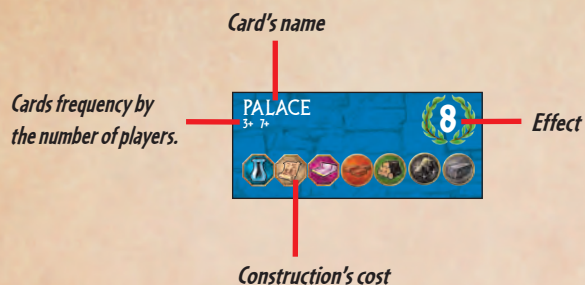 Card's name
Cards frequency by
the number of players.
PALACE
3+ 7+
8
Effect
Construction's cost